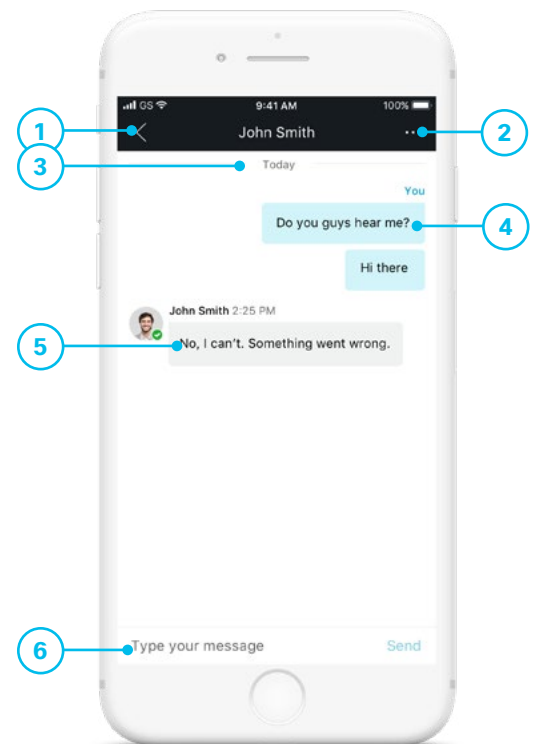 GS
9:41 AM
100%
1
John Smith
2
3
Today
You
Do you guys hear me?
4
Hi there
John Smith 2:25 PM
5
No, I can't. Something went wrong.
6
Type your message
Send